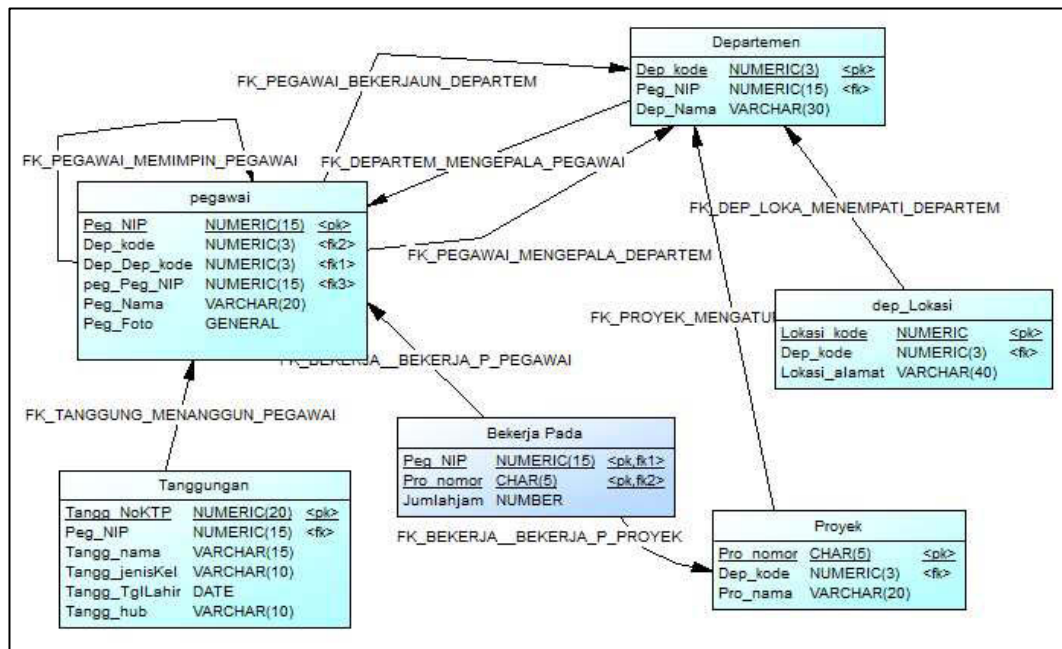 Departemen
Dep_kode NUMERIC(3) <pk>
Peg_NIP NUMERIC(15) <fk>
Dep_Nama VARCHAR(30)
FK_PEGAWAI_BEKERJAUN_DEPARTEM
FK_PEGAWAI_MEMIMPIN_PEGAWAI
FK_DEPARTEM_MENGEPALA_PEGAWAI
pegawai
Peg_NIP NUMERIC(15) <pk>
Dep_kode NUMERIC(3) <fk2>
Dep_Dep_kode NUMERIC(3) <fk1>
peg_Peg_NIP NUMERIC(15) <fk3>
Peg_Nama VARCHAR(20)
Peg_Foto GENERAL
FK_DEP_LOKA_MENEMPATI_DEPARTEM
FK_PEGAWAI_MENGEPALA_DEPARTEM
dep_Lokasi
Lokasi_kode NUMERIC <pk>
Dep_kode NUMERIC(3) <fk>
Lokasi_alamat VARCHAR(40)
FK_PROYEK_MENGATUR
FK_BEKERJA__BEKERJA_P_PEGAWAI
FK_TANGGUNG_MENANGGUN_PEGAWAI
Bekerja Pada
Peg_NIP NUMERIC(15) <pk,fk1>
Pro_nomor CHAR(5) <pk,fk2>
Jumlahjam NUMBER
Tanggungan
Tangg_NoKTP NUMERIC(20) <pk>
Peg_NIP NUMERIC(15) <fk>
Tangg_nama VARCHAR(15)
Tangg_jenisKel VARCHAR(10)
Tangg_TglLahir DATE
Tangg_hub VARCHAR(10)
FK_BEKERJA__BEKERJA_P_PROYEK
Proyek
Pro_nomor CHAR(5) <pk>
Dep_kode NUMERIC(3) <fk>
Pro_nama VARCHAR(20)